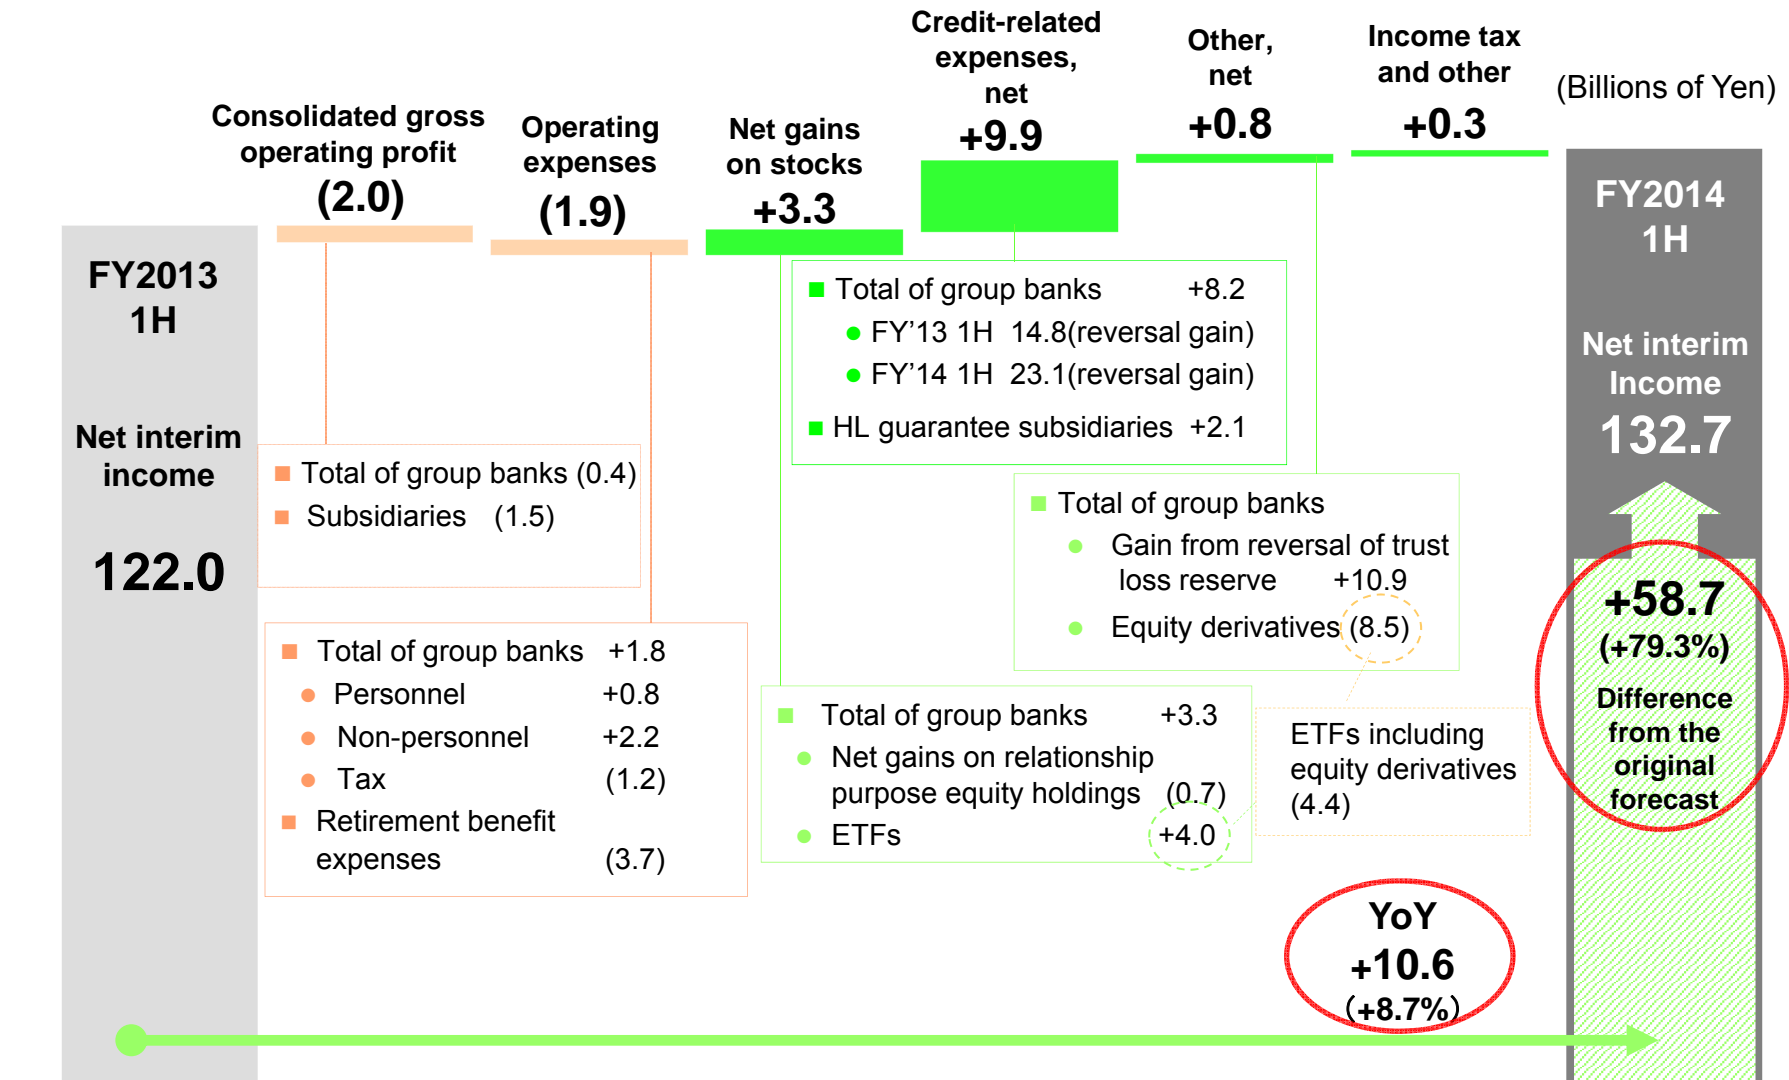 (Billions of Yen)
FY2013
1H
Net interim
income
122.0
Consolidated gross
operating profit
(2.0)
Operating
expenses
(1.9)
Net gains
on stocks
+3.3
Credit-related
expenses,
net
+9.9
Other,
net
+0.8
Income tax
and other
+0.3
FY2014
1H
Net interim
Income
132.7
+58.7
(+79.3%)
Difference
from the
original
forecast
■ Total of group banks (0.4)
■ Subsidiaries (1.5)
■ Total of group banks +1.8
● Personnel +0.8
● Non-personnel +2.2
● Tax (1.2)
■ Retirement benefit
expenses (3.7)
■ Total of group banks +3.3
● Net gains on relationship
purpose equity holdings (0.7)
● ETFs +4.0
■ Total of group banks +8.2
● FY’13 1H 14.8(reversal gain)
● FY’14 1H 23.1(reversal gain)
■ HL guarantee subsidiaries +2.1
■ Total of group banks
● Gain from reversal of trust
loss reserve +10.9
● Equity derivatives (8.5)
ETFs including
equity derivatives
(4.4)
YoY
+10.6
(+8.7%)